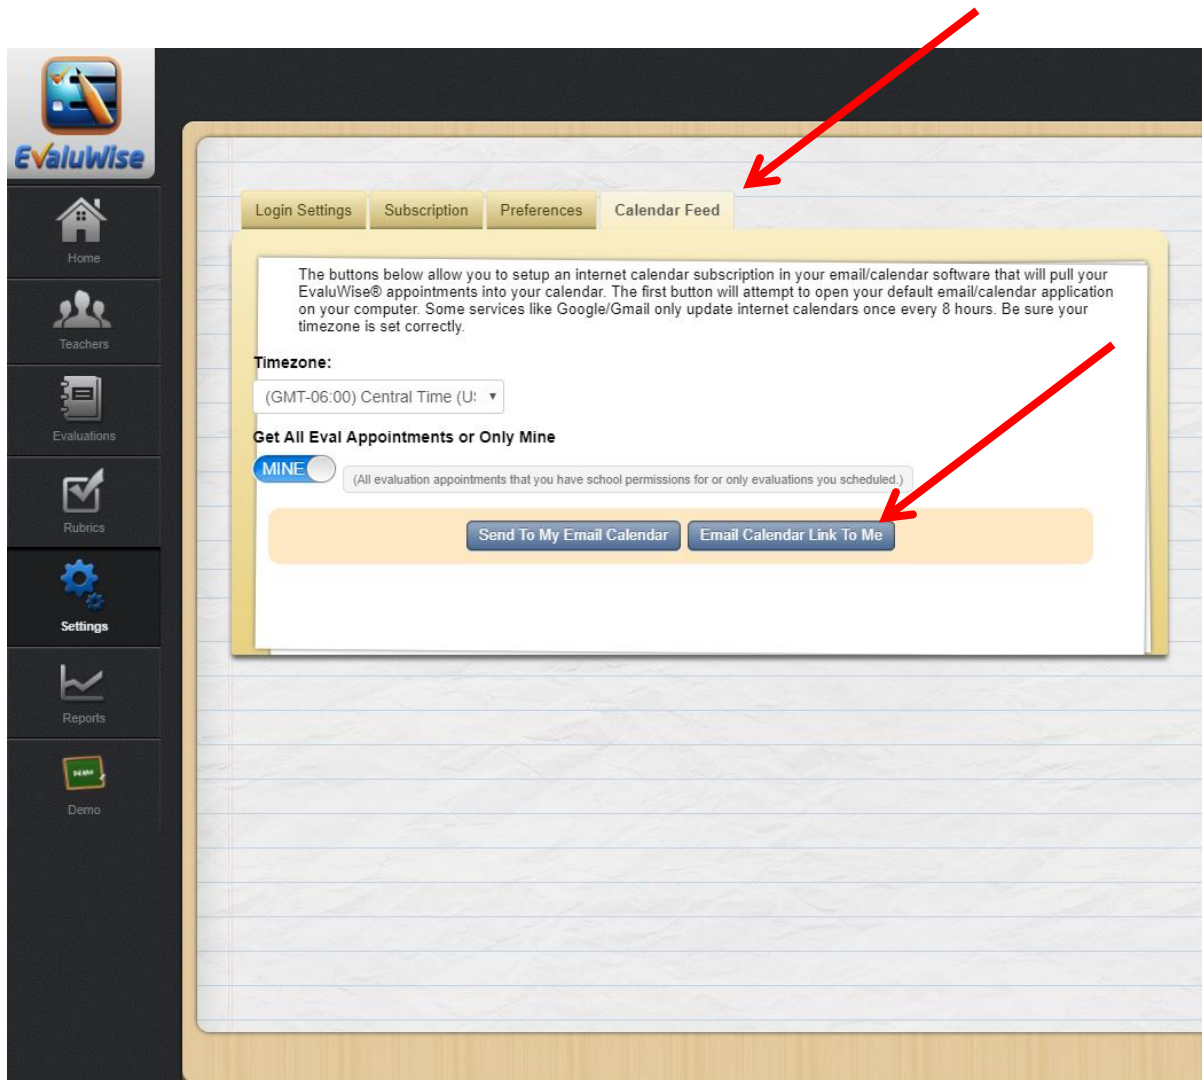 EvaluWise
Home
Teachers
Evaluations
Rubrics
Settings
Reports
DEMO
Demo
Login Settings
Subscription
Preferences
Calendar Feed
The buttons below allow you to setup an internet calendar subscription in your email/calendar software that will pull your
EvaluWise® appointments into your calendar. The first button will attempt to open your default email/calendar application
on your computer. Some services like Google/Gmail only update internet calendars once every 8 hours. Be sure your
timezone is set correctly.
Timezone:
(GMT-06:00) Central Time (U:
Get All Eval Appointments or Only Mine
MINE
(All evaluation appointments that you have school permissions for or only evaluations you scheduled.)
Send To My Email Calendar
Email Calendar Link To Me